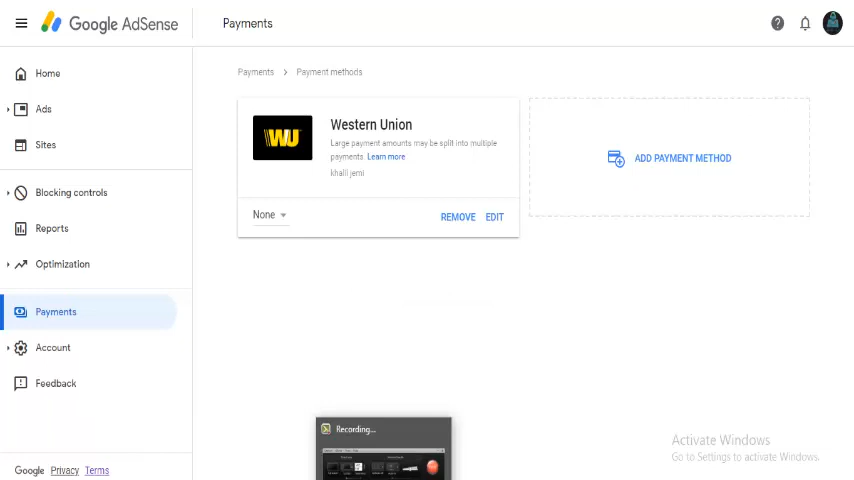 Google AdSense
Payments
Home
Ads
Sites
Blocking controls
Reports
Optimization
Payments
Account
Feedback
Google Privacy Terms
Payments > Payment methods
WU
Western Union
Large payment amounts may be split into multiple
payments. Learn more
khalil jemi
None
REMOVE EDIT
ADD PAYMENT METHOD
Recording...
Activate Windows
Go to Settings to activate Windows.